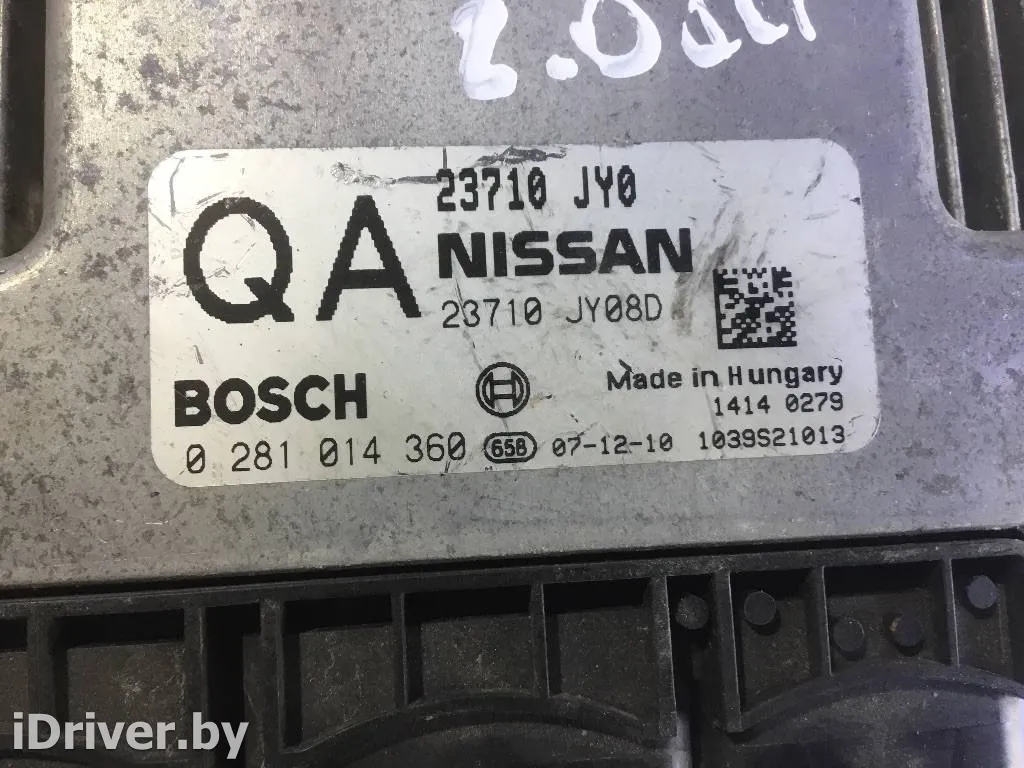 23710 JY0
QA
NISSAN
23710 JY08D
BOSCH
Made in Hungary
1414 0279
0 281 014 360 658 07-12-10 1039S21013
iDriver.by